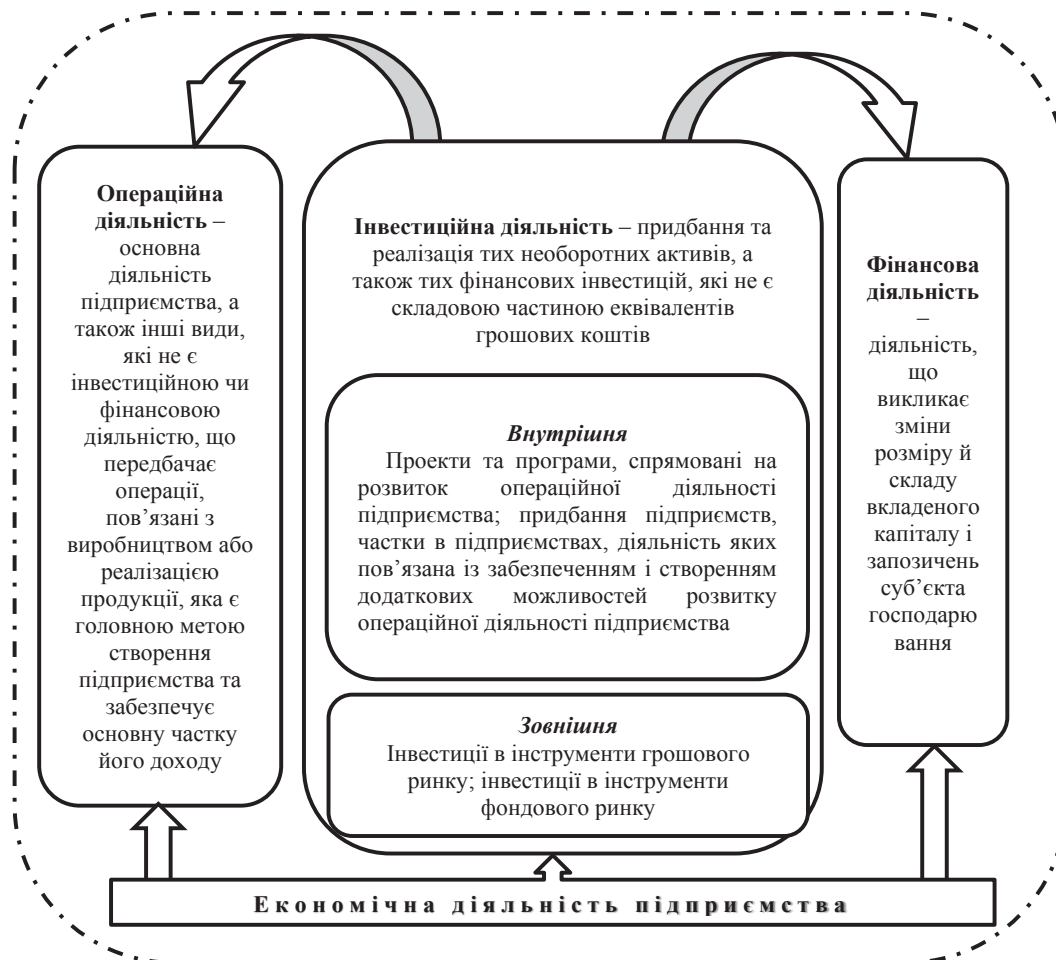 Операційна
діяльність –
основна
діяльність
підприємства, а
також інші види,
які не є
інвестиційною чи
фінансовою
діяльністю, що
передбачає
операції,
пов’язані з
виробництвом або
реалізацією
продукції, яка є
головною метою
створення
підприємства та
забезпечує
основну частку
його доходу
Інвестиційна діяльність – придбання та
реалізація тих необоротних активів, а
також тих фінансових інвестицій, які не є
складовою частиною еквівалентів
грошових коштів
Внутрішня
Проекти та програми, спрямовані на
розвиток операційної діяльності
підприємства; придбання підприємств,
частки в підприємствах, діяльність яких
пов’язана із забезпеченням і створенням
додаткових можливостей розвитку
операційної діяльності підприємства
Зовнішня
Інвестиції в інструменти грошового
ринку; інвестиції в інструменти
фондового ринку
Фінансова
діяльність
–
діяльність,
що
викликає
зміни
розміру й
складу
вкладеного
капіталу і
запозичень
суб’єкта
господарю
вання
Економічна діяльність підприємства